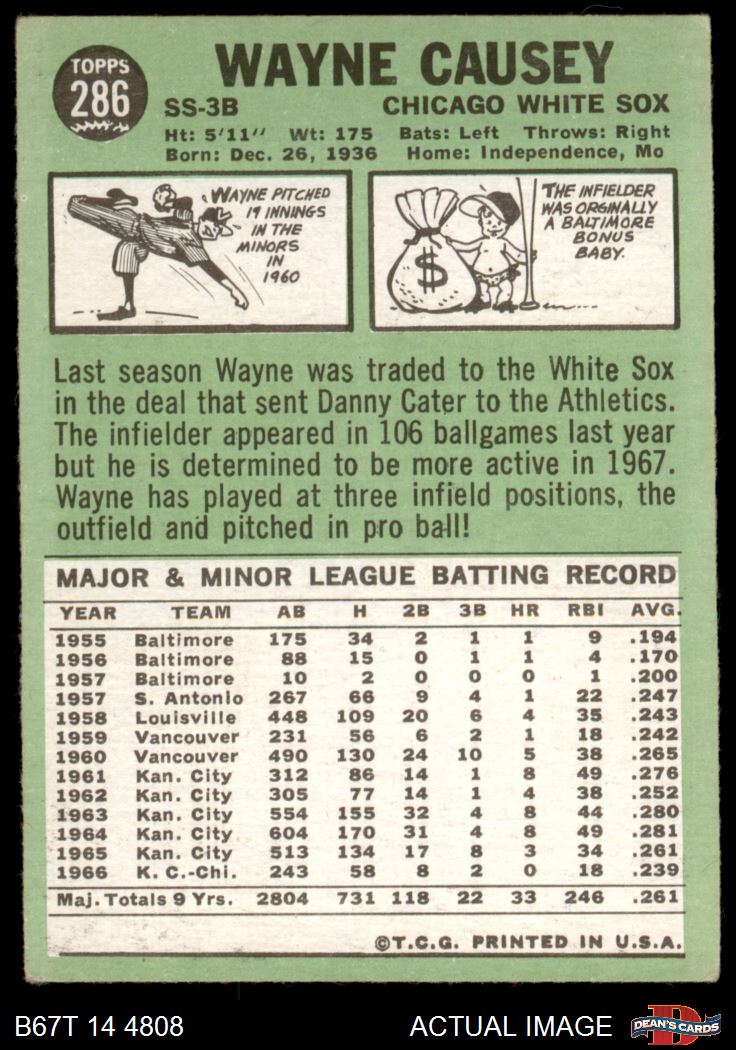 TOPPS
286
WAYNE CAUSEY
SS-3B CHICAGO WHITE SOX
Ht: 5'11" Wt: 175 Bats: Left Throws: Right
Born: Dec. 26, 1936 Home: Independence, Mo
WAYNE PITCHED
19 INNINGS
IN THE
MINORS
IN
1960
THE INFIELDER
WAS ORGINALLY
A BALTIMORE
BONUS
BABY.
$
Last season Wayne was traded to the White Sox
in the deal that sent Danny Cater to the Athletics.
The infielder appeared in 106 ballgames last year
but he is determined to be more active in 1967.
Wayne has played at three infield positions, the
outfield and pitched in pro ball!
MAJOR & MINOR LEAGUE BATTING RECORD
YEAR TEAM AB H 2B 3B HR RBI AVG.
1955 Baltimore 175 34 2 1 1 9 .194
1956 Baltimore 88 15 0 1 1 4 .170
1957 Baltimore 10 2 0 0 0 1 .200
1957 S. Antonio 267 66 9 4 1 22 .247
1958 Louisville 448 109 20 6 4 35 .243
1959 Vancouver 231 56 6 2 1 18 .242
1960 Vancouver 490 130 24 10 5 38 .265
1961 Kan. City 312 86 14 1 8 49 .276
1962 Kan. City 305 77 14 1 4 38 .252
1963 Kan. City 554 155 32 4 8 44 .280
1964 Kan. City 604 170 31 4 8 49 .281
1965 Kan. City 513 134 17 8 3 34 .261
1966 K. C.-Chi. 243 58 8 2 0 18 .239
Maj. Totals 9 Yrs. 2804 731 118 22 33 246 .261
©T.C.G. PRINTED IN U.S.A.
B67T 14 4808 ACTUAL IMAGE
DEAN'S CARDS